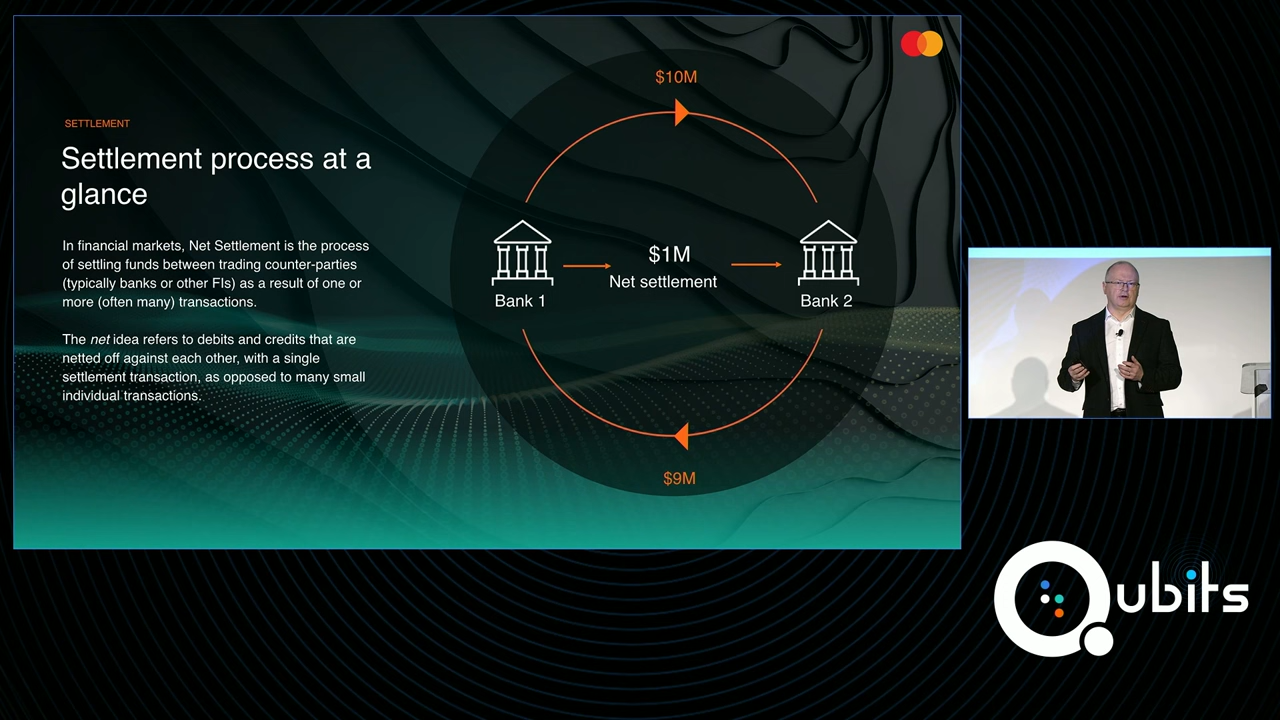 SETTLEMENT
Settlement process at a
glance
In financial markets, Net Settlement is the process
of settling funds between trading counter-parties
(typically banks or other FIs) as a result of one or
more (often many) transactions.
The net idea refers to debits and credits that are
netted off against each other, with a single
settlement transaction, as opposed to many small
individual transactions.
$10M
$1M
Net settlement
Bank 1
Bank 2
$9M
Qubits